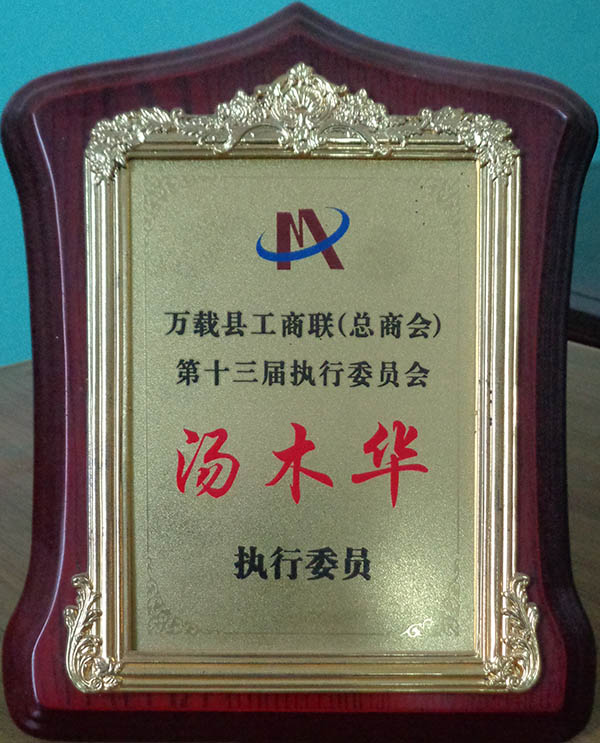 万载县工商联(总商会)
第十三届执行委员会
汤木华
执行委员